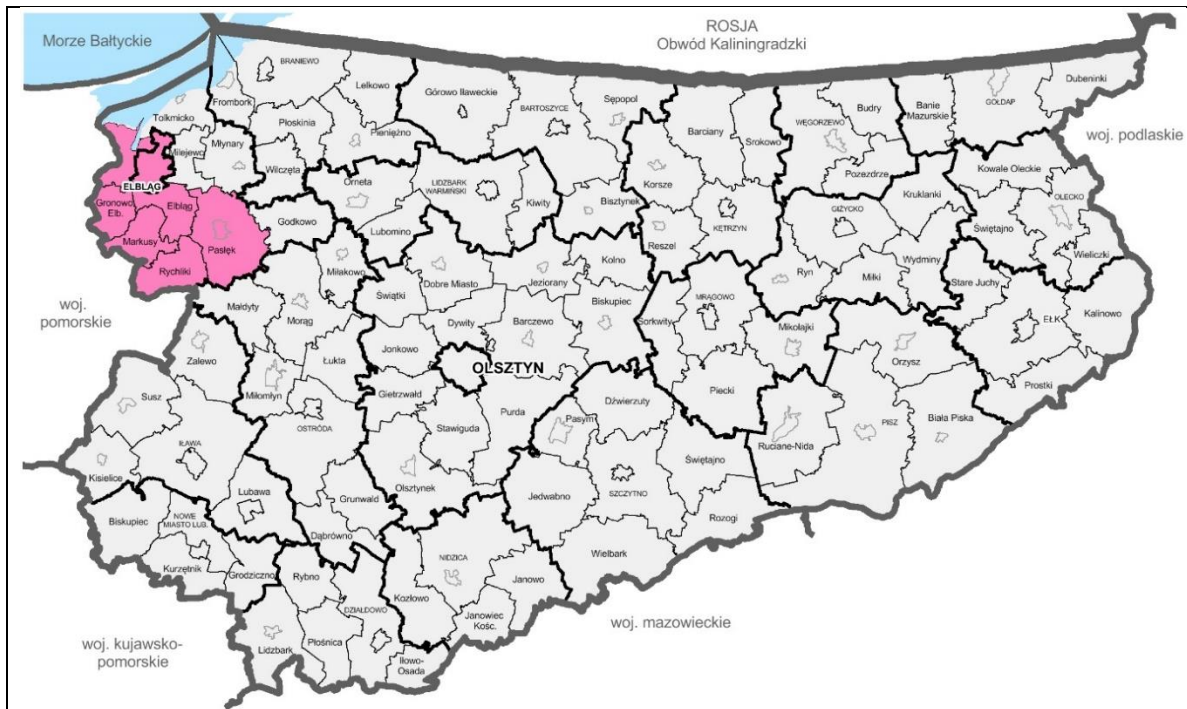 Morze Bałtyckie
ROSJA
Obwód Kaliningradzki
woj. podlaskie
woj.
pomorskie
woj. kujawsko-
pomorskie
woj. mazowieckie
Frombork
BRANIEWO
Lelkowo
Górowo Iławeckie
BARTOSZYCE
Sępopol
Barciany
Srokowo
WĘGORZEWO
Budry
Banie
Mazurskie
GOŁDAP
Dubeninki
Tolkmicko
Płoskinia
Pieniężno
Milejewo
Młynary
Wilczęta
Orneta
LIDZBARK
WARMIŃSKI
Kiwity
Bisztynek
Korsze
Reszel
KĘTRZYN
Pozezdrze
Kruklanki
GIŻYCKO
Kowale Oleckie
OLECKO
Świętajno
Wieliczki
ELBLĄG
Gronowo
Elb.
Elbląg
Markusy
Pasłęk
Rychliki
Godkowo
Lubomino
Miłakowo
Świątki
Dobre Miasto
Jeziorany
Kolno
Biskupiec
Ryn
Miłki
Wydminy
Stare Juchy
EŁK
Kalinowo
Małdyty
Morąg
Dywity
Barczewo
Jonkowo
Łukta
Sorkwity
MRĄGOWO
Mikołajki
Orzysz
Prostki
Zalewo
Susz
Miłomłyn
OLSZTYN
Gietrzwałd
Purda
Stawiguda
Dźwierzuty
Pasym
Piecki
Ruciane-Nida
PISZ
Biała Piska
OSTRÓDA
IŁAWA
Kisielice
Olsztynek
Jedwabno
SZCZYTNO
Świętajno
Rozogi
Lubawa
Grunwald
Dąbrówno
Biskupiec
NOWE
MIASTO LUB.
Kurzętnik
Grodziczno
Rybno
NIDZICA
Janowo
Wielbark
Kozłowo
Janowiec
Kośc.
DZIAŁDOWO
Lidzbark
Płośnica
Iłowo-
Osada